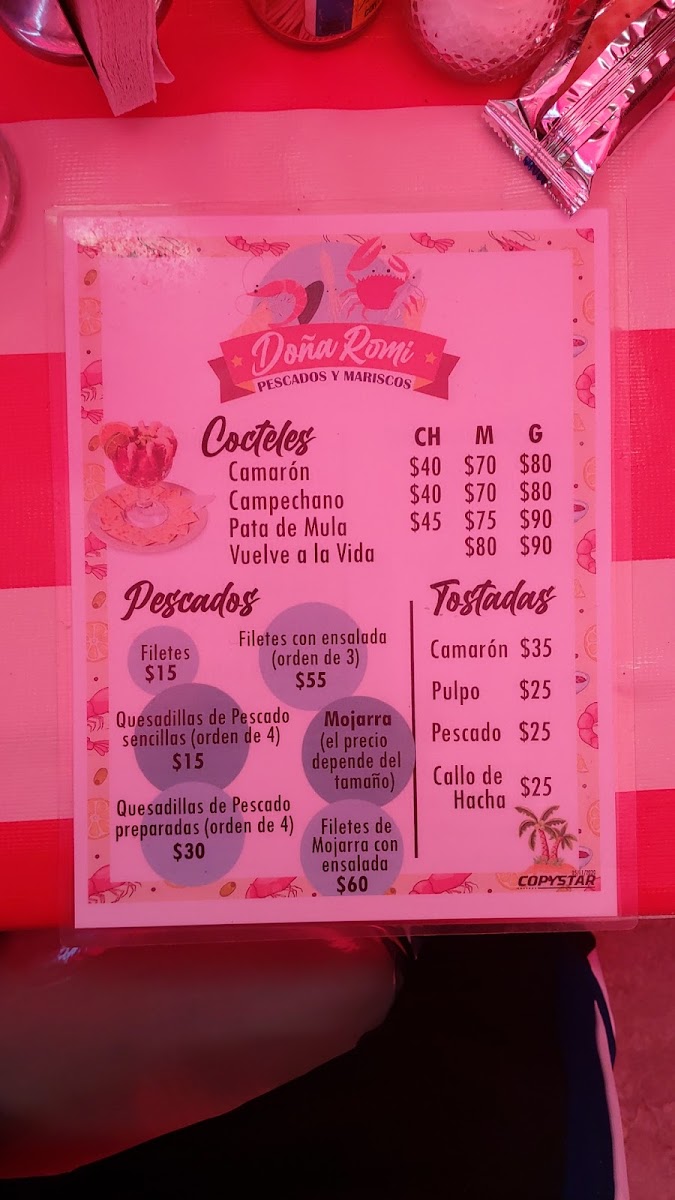 Doña Romi
PESCADOS Y MARISCOS
Cocteles CH M G
Camarón $40 $70 $80
Campechano $40 $70 $80
Pata de Mula $45 $75 $90
Vuelve a la Vida $80 $90
Pescados
Filetes
$15
Filetes con ensalada
(orden de 3)
$55
Quesadillas de Pescado
sencillas (orden de 4)
$15
Mojarra
(el precio
depende del
tamaño)
Quesadillas de Pescado
preparadas (orden de 4)
$30
Filetes de
Mojarra con
ensalada
$60
Tostadas
Camarón $35
Pulpo $25
Pescado $25
Callo de
Hacha $25
COPYSTAR